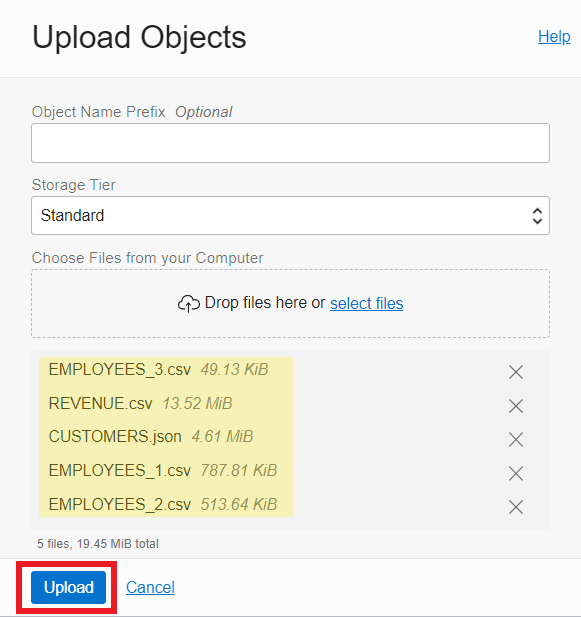 Upload Objects
Help
Object Name Prefix Optional
Storage Tier
Standard
Choose Files from your Computer
Drop files here or select files
EMPLOYEES_3.csv 49.13 KiB
REVENUE.csv 13.52 MiB
CUSTOMERS.json 4.61 MiB
EMPLOYEES_1.csv 787.81 KiB
EMPLOYEES_2.csv 513.64 KiB
5 files, 19.45 MiB total
Upload Cancel